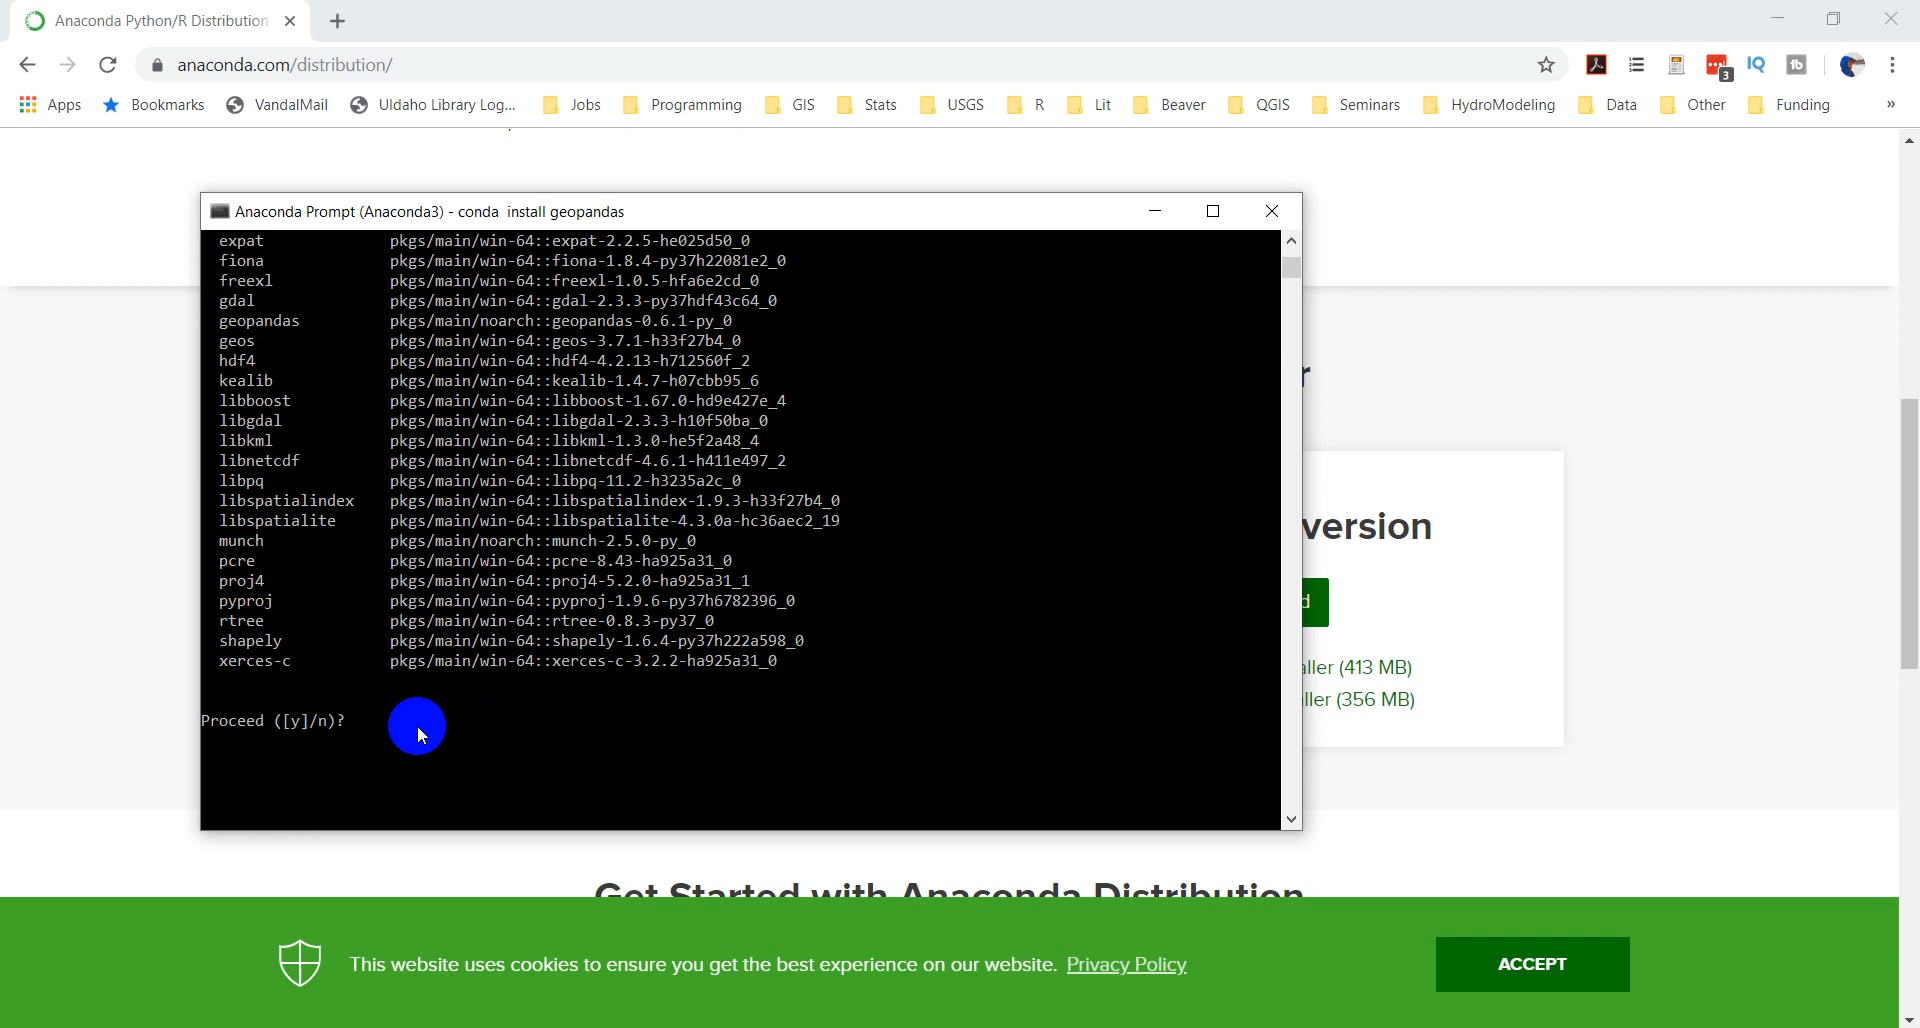 Anaconda Python/R Distribution
anaconda.com/distribution/
3
IQ
tb
Apps Bookmarks VandalMail UIdaho Library Log... Jobs Programming GIS Stats USGS R Lit Beaver QGIS Seminars HydroModeling Data Other Funding »
Anaconda Prompt (Anaconda3) - conda install geopandas
expat pkgs/main/win-64::expat-2.2.5-he025d50_0
fiona pkgs/main/win-64::fiona-1.8.4-py37h22081e2_0
freexl pkgs/main/win-64::freexl-1.0.5-hfa6e2cd_0
gdal pkgs/main/win-64::gdal-2.3.3-py37hdf43c64_0
geopandas pkgs/main/noarch::geopandas-0.6.1-py_0
geos pkgs/main/win-64::geos-3.7.1-h33f27b4_0
hdf4 pkgs/main/win-64::hdf4-4.2.13-h712560f_2
kealib pkgs/main/win-64::kealib-1.4.7-h07cbb95_6
libboost pkgs/main/win-64::libboost-1.67.0-hd9e427e_4
libgdal pkgs/main/win-64::libgdal-2.3.3-h10f50ba_0
libkml pkgs/main/win-64::libkml-1.3.0-he5f2a48_4
libnetcdf pkgs/main/win-64::libnetcdf-4.6.1-h411e497_2
libpq pkgs/main/win-64::libpq-11.2-h3235a2c_0
libspatialindex pkgs/main/win-64::libspatialindex-1.9.3-h33f27b4_0
libspatialite pkgs/main/win-64::libspatialite-4.3.0a-hc36aec2_19
munch pkgs/main/noarch::munch-2.5.0-py_0
pcre pkgs/main/win-64::pcre-8.43-ha925a31_0
proj4 pkgs/main/win-64::proj4-5.2.0-ha925a31_1
pyproj pkgs/main/win-64::pyproj-1.9.6-py37h6782396_0
rtree pkgs/main/win-64::rtree-0.8.3-py37_0
shapely pkgs/main/win-64::shapely-1.6.4-py37h222a598_0
xerces-c pkgs/main/win-64::xerces-c-3.2.2-ha925a31_0
Proceed ([y]/n)?
r
version
d
ller (413 MB)
ller (356 MB)
Get Started with Anaconda Distribution
This website uses cookies to ensure you get the best experience on our website. Privacy Policy
ACCEPT